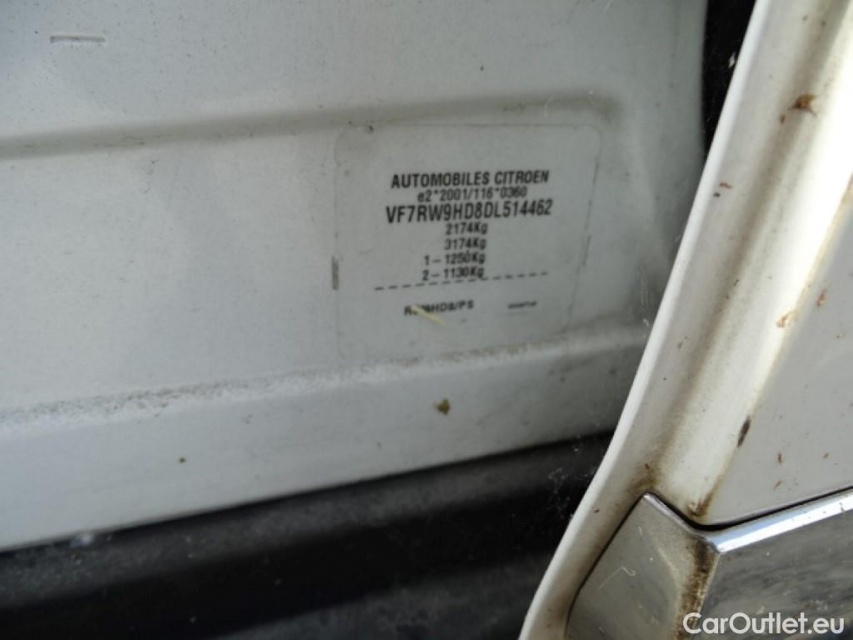 AUTOMOBILES CITROEN
e2*2001/116*0360
VF7RW9HD8DL514462
2174Kg
3174Kg
1-1250Kg
2-1130Kg
CarOutlet.eu